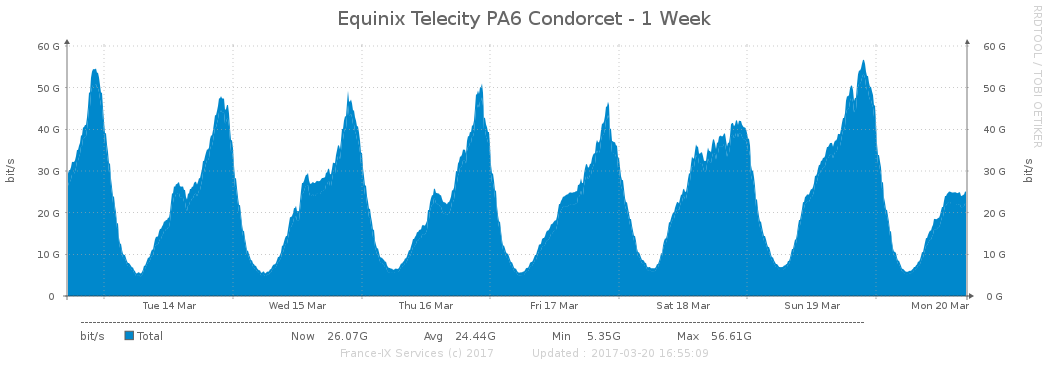 Equinix Telecity PA6 Condorcet - 1 Week
RRDTOOL / TOBI OETIKER
60 G 60 G
50 G 50 G
40 G 40 G
30 G 30 G
20 G 20 G
10 G 10 G
0 0 G
bit/s bit/s
Tue 14 Mar Wed 15 Mar Thu 16 Mar Fri 17 Mar Sat 18 Mar Sun 19 Mar Mon 20 Mar
bit/s Total Now 26.07G Avg 24.44G Min 5.35G Max 56.61G
France-IX Services (c) 2017 Updated : 2017-03-20 16:55:09